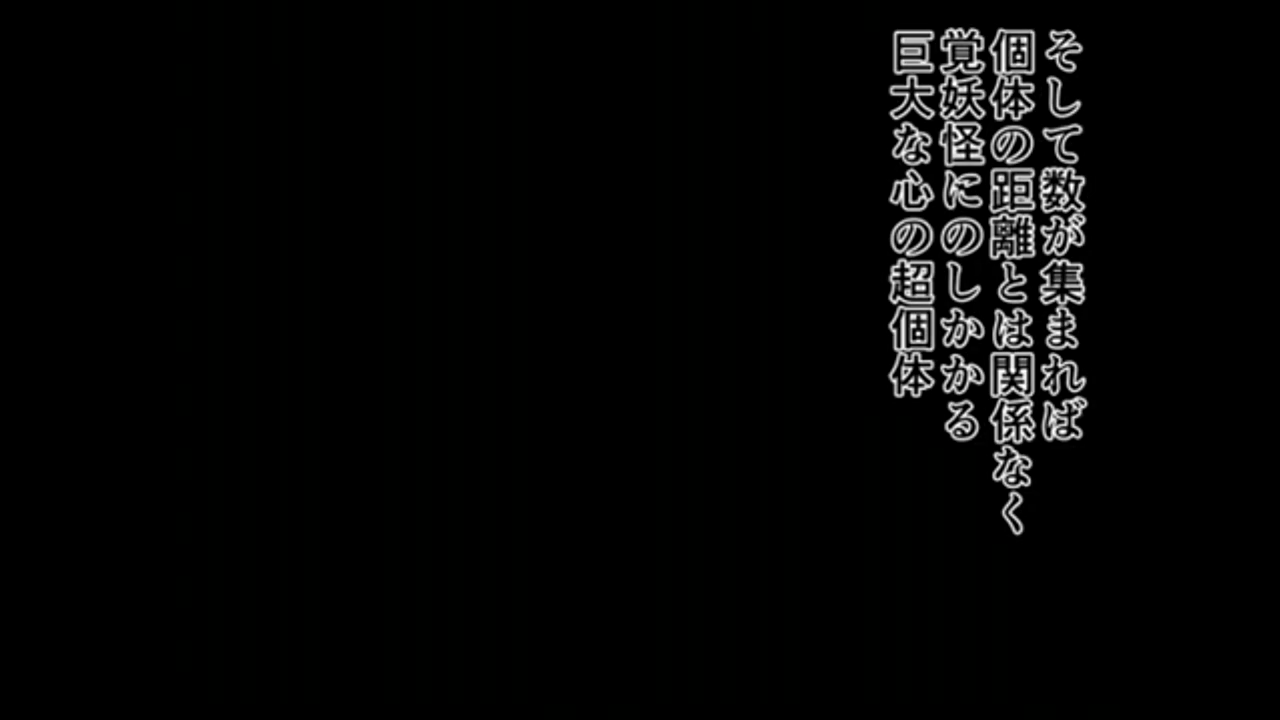 そして数が集まれば
個体の距離とは関係なく
覚妖怪にのしかかる
巨大な心の超個体